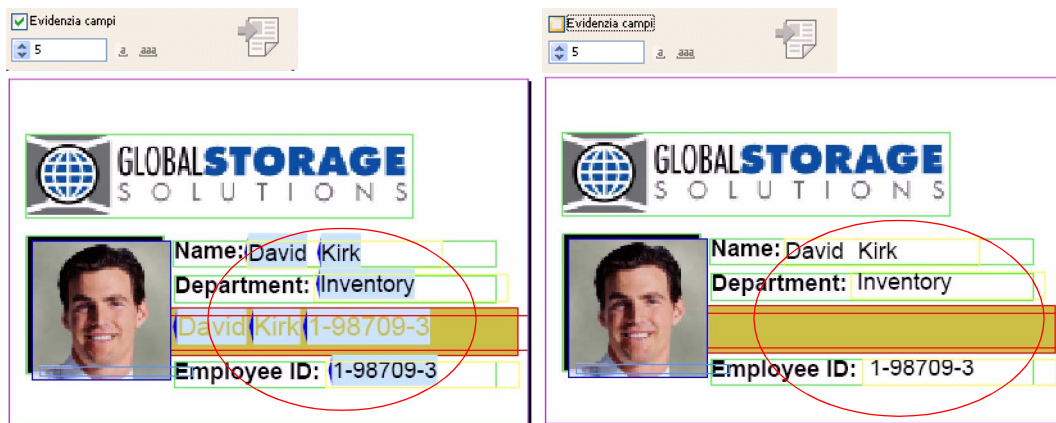 Evidenzia campi
5 a aaa
GLOBALSTORAGE
SOLUTIONS
Name: David Kirk
Department: Inventory
David Kirk 1-98709-3
Employee ID: 1-98709-3
Evidenzia campi
5 a aaa
GLOBALSTORAGE
SOLUTIONS
Name: David Kirk
Department: Inventory
Employee ID: 1-98709-3